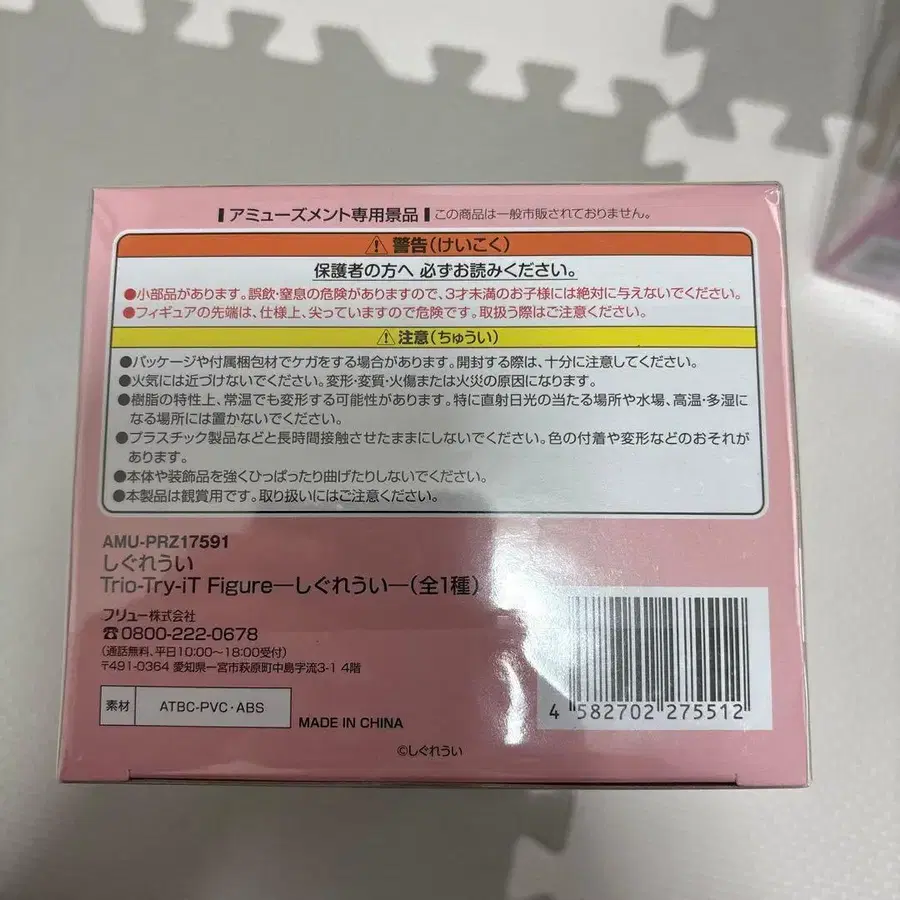 アミューズメント専用景品 この商品は一般市販されておりません。
⚠警告(けいこく)
保護者の方へ 必ずお読みください。
●小部品があります。誤飲・窒息の危険がありますので、3才未満のお子様には絶対に与えないでください。
●フィギュアの先端は、仕様上、尖っていますので危険です。取扱う際はご注意ください。
⚠注意(ちゅうい)
●パッケージや付属梱包材でケガをする場合があります。開封する際は、十分に注意してください。
●火気には近づけないでください。変形・変質・火傷または火災の原因になります。
●樹脂の特性上、常温でも変形する可能性があります。特に直射日光の当たる場所や水場、高温・多湿に
なる場所には置かないでください。
●プラスチック製品などと長時間接触させたままにしないでください。色の付着や変形などのおそれが
あります。
●本体や装飾品を強くひっぱったり曲げたりしないでください。
●本製品は観賞用です。取り扱いにはご注意ください。
AMU-PRZ17591
しぐれうい
Trio-Try-iT Figure―しぐれうい―(全1種)
フリュー株式会社
☎0800-222-0678
(通話無料、平日10:00～18:00受付)
〒491-0364 愛知県一宮市萩原町中島字流3-1 4階
素材 ATBC-PVC・ABS
MADE IN CHINA
4 582702 275512
©しぐれうい